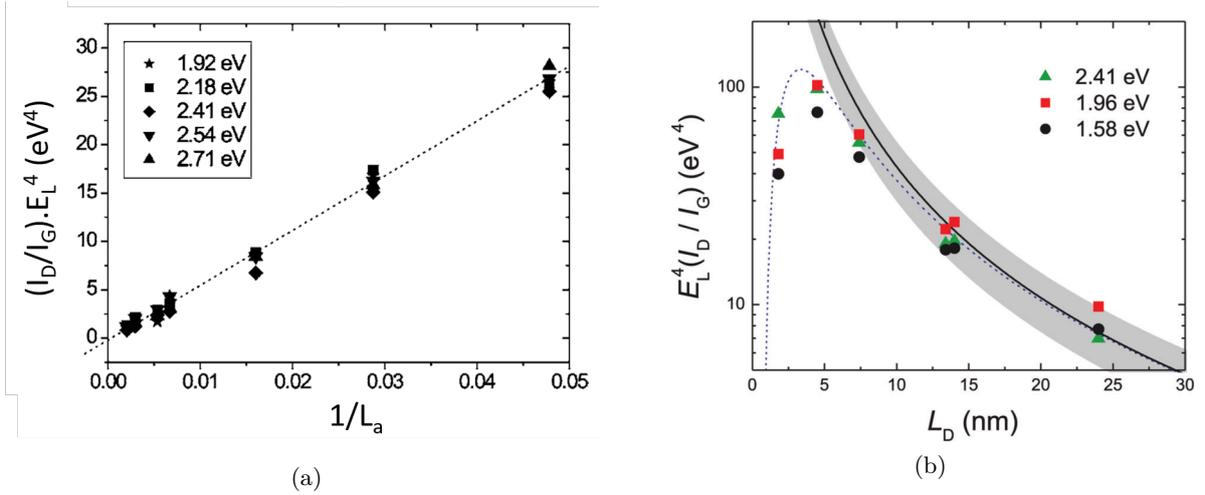 (I_D/I_G).E_L^4 (eV^4)
30
25
20
15
10
5
0
1.92 eV
2.18 eV
2.41 eV
2.54 eV
2.71 eV
0.00 0.01 0.02 0.03 0.04 0.05
1/L_a
(a)
E_L^4(I_D / I_G) (eV^4)
100
10
2.41 eV
1.96 eV
1.58 eV
0 5 10 15 20 25 30
L_D (nm)
(b)